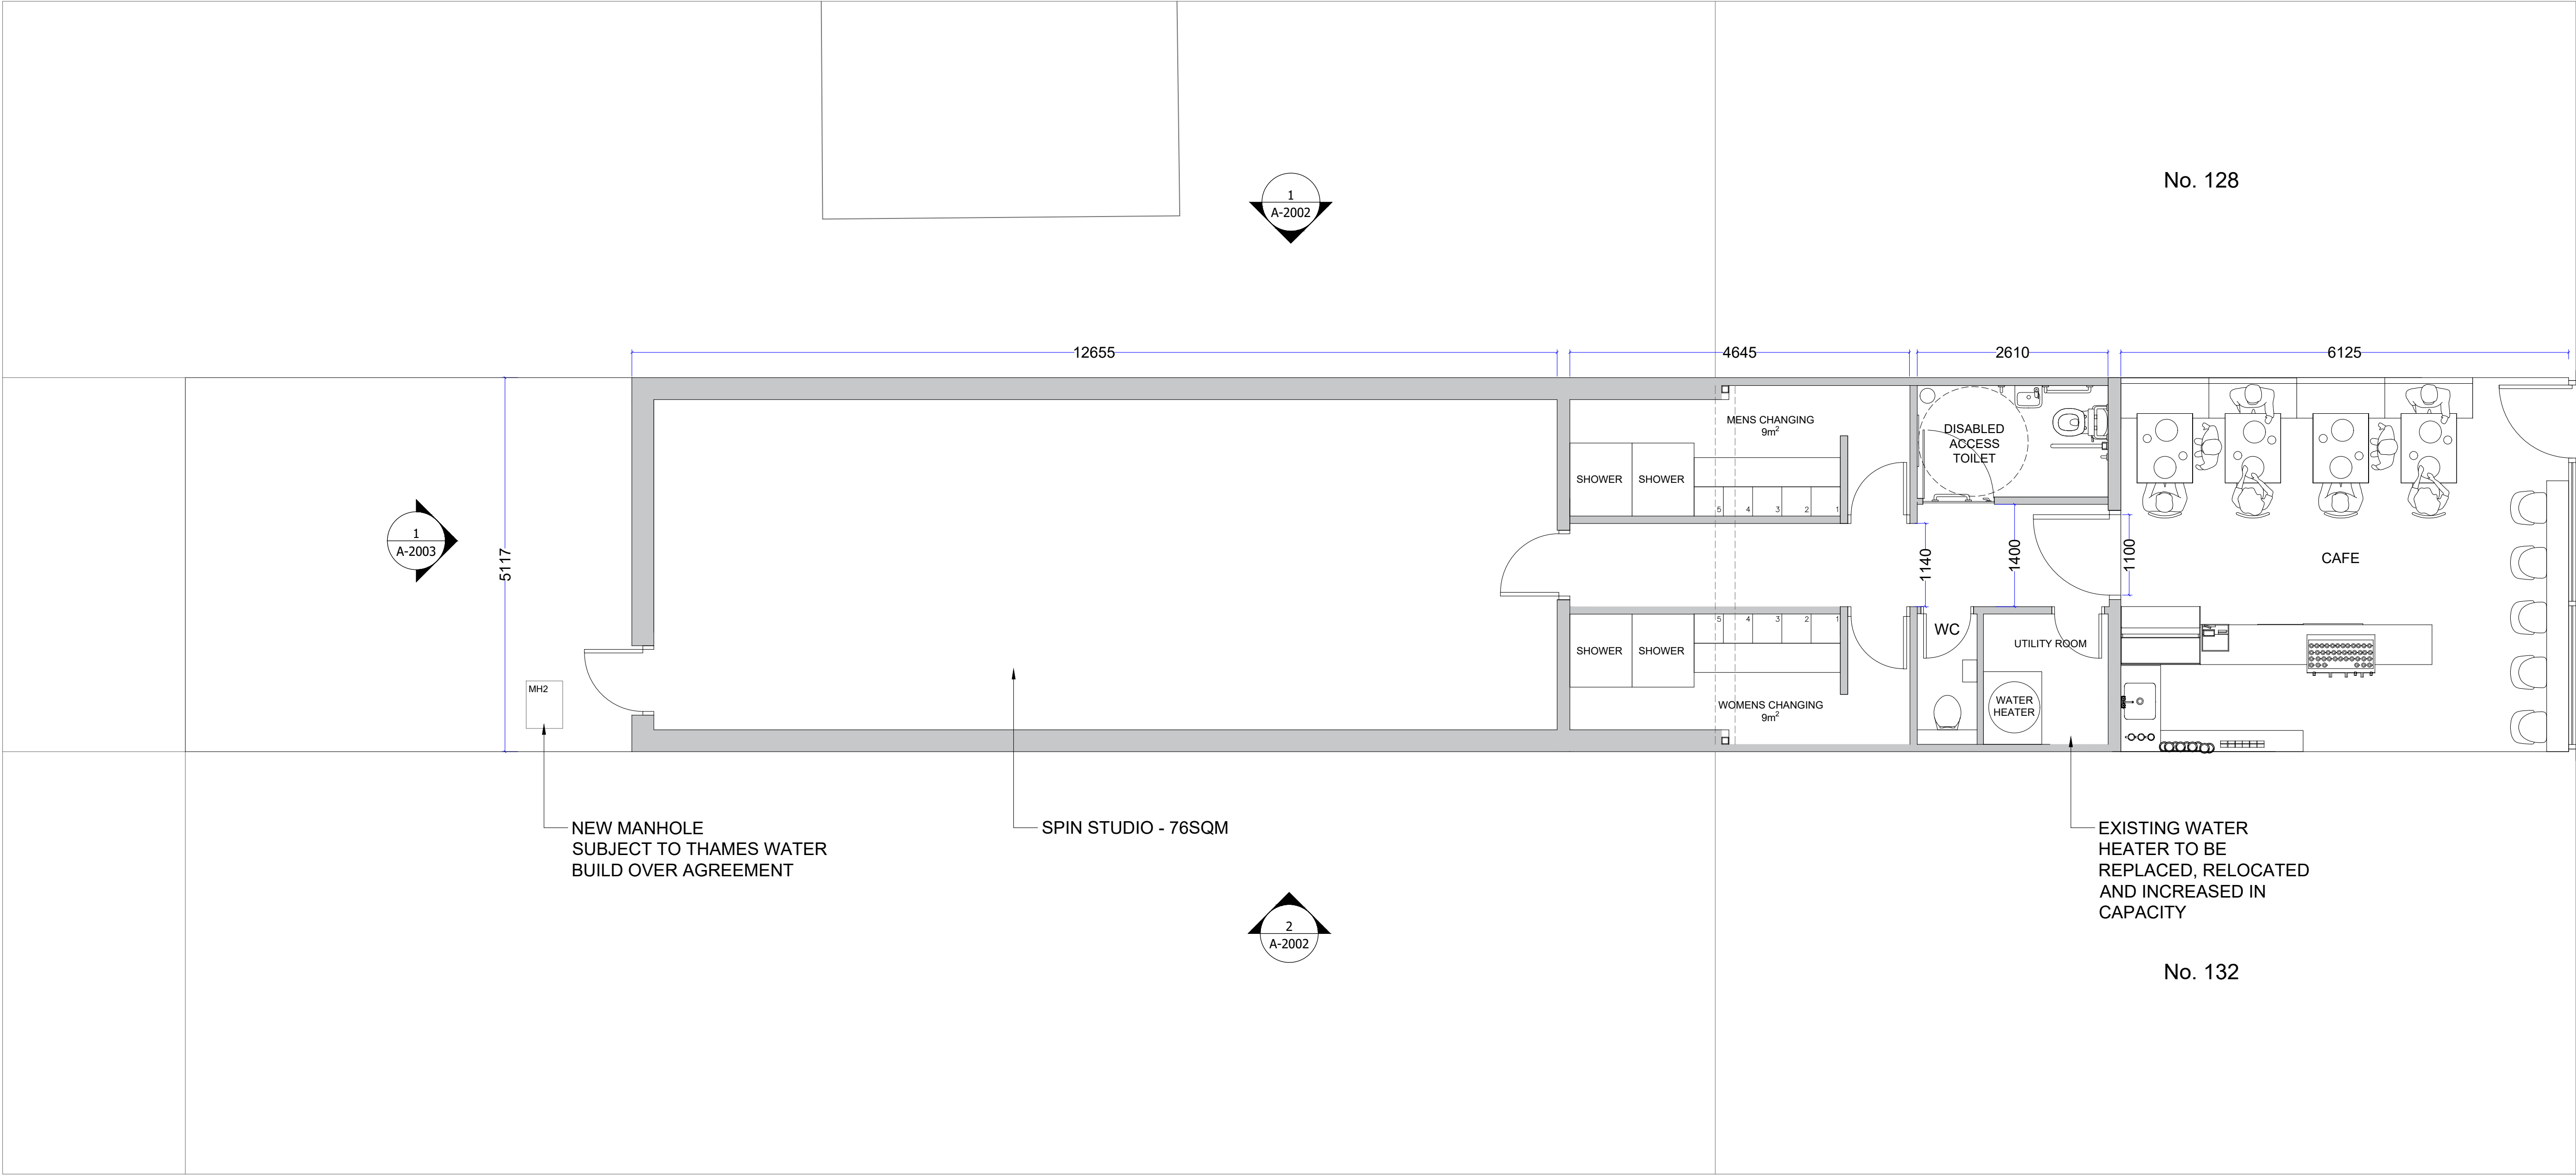 No. 128
1
A-2002
12655
4645
2610
6125
MENS CHANGING
9m²
DISABLED
ACCESS
TOILET
SHOWER
SHOWER
5
4
3
2
1
1
A-2003
5117
1140
1400
1100
CAFE
5
4
3
2
1
SHOWER
SHOWER
WC
UTILITY ROOM
MH2
WOMENS CHANGING
9m²
WATER
HEATER
NEW MANHOLE
SUBJECT TO THAMES WATER
BUILD OVER AGREEMENT
SPIN STUDIO - 76SQM
EXISTING WATER
HEATER TO BE
REPLACED, RELOCATED
AND INCREASED IN
CAPACITY
2
A-2002
No. 132